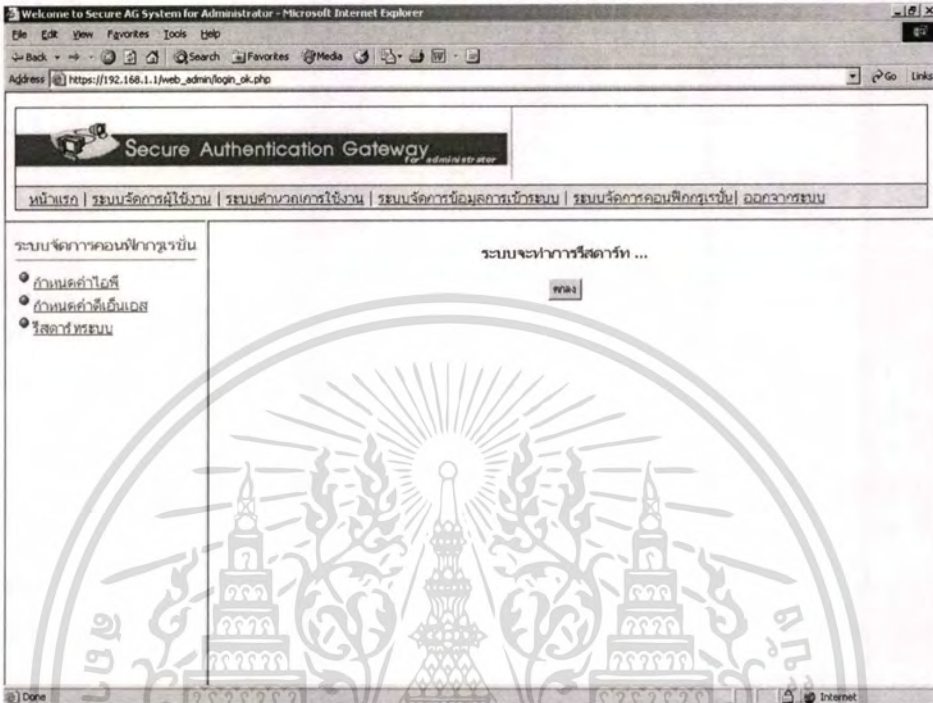 Welcome to Secure AG System for Administrator - Microsoft Internet Explorer
File Edit View Favorites Tools Help
Back Search Favorites Media
Address https://192.168.1.1/web_admin/login_ok.php Go Links
Secure Authentication Gateway
for administrator
หน้าแรก | ระบบจัดการผู้ใช้งาน | ระบบคำนวณการใช้งาน | ระบบจัดการข้อมูลการเข้าระบบ | ระบบจัดการคอนฟิกกูเรชั่น | ออกจากระบบ
ระบบจัดการคอนฟิกกูเรชั่น
กำหนดค่าไอพี
กำหนดค่าดีเอ็นเอส
รีสตาร์ทระบบ
ระบบจะทำการรีสตาร์ท ...
ตกลง
Done Internet